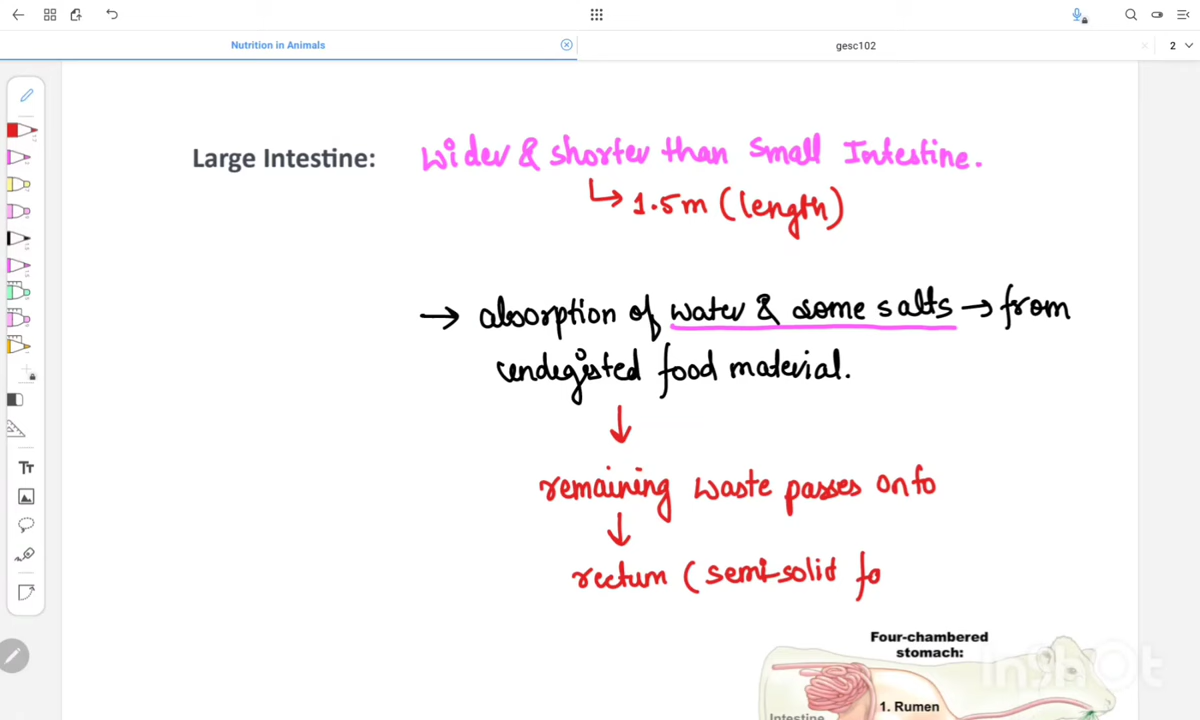 Nutrition in Animals
gesc102
2
Large Intestine: Wider & shorter than Small Intestine.
↳ 1.5m (length)
→ absorption of water & some salts → from
undegisted food material.
↓
remaining waste passes onto
↓
rectum (semi-solid fo
Four-chambered
stomach:
1. Rumen
Intestine
InShot
Tт